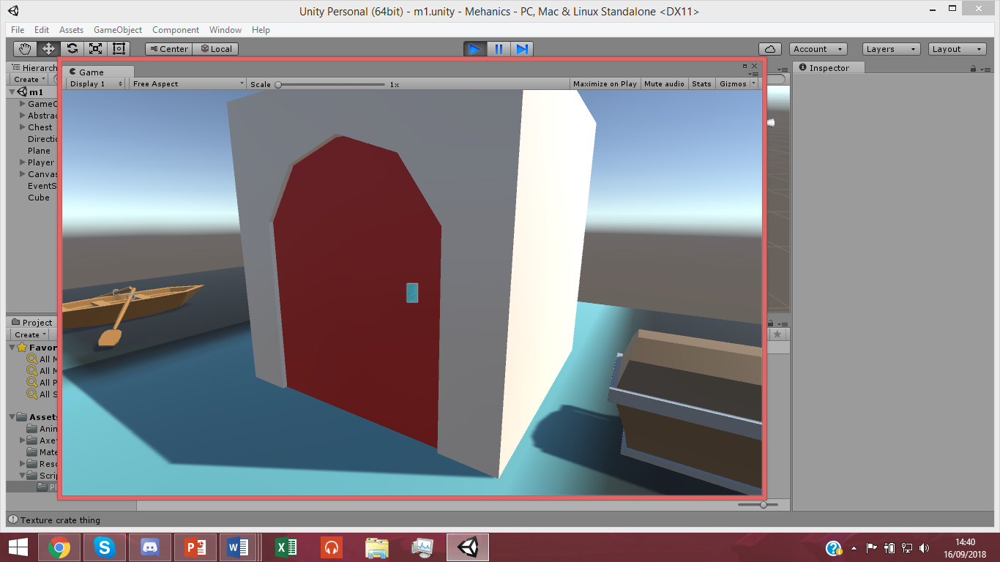 Unity Personal (64bit) - m1.unity - Mehanics - PC, Mac & Linux Standalone <DX11>
File Edit Assets GameObject Component Window Help
Center Local Account Layers Layout
Hierarch
Create
Game
Inspector
Display 1 Free Aspect Scale 1x Maximize on Play Mute audio Stats Gizmos
m1
GameC
Abstrac
Chest
Directio
Plane
Player
Canvas
EventS
Cube
Project
Create
Favor
All M
All M
All P
All S
Assets
Anin
Axe
Mate
Reso
Scrip
Pl
Texture crate thing
14:40
16/09/2018